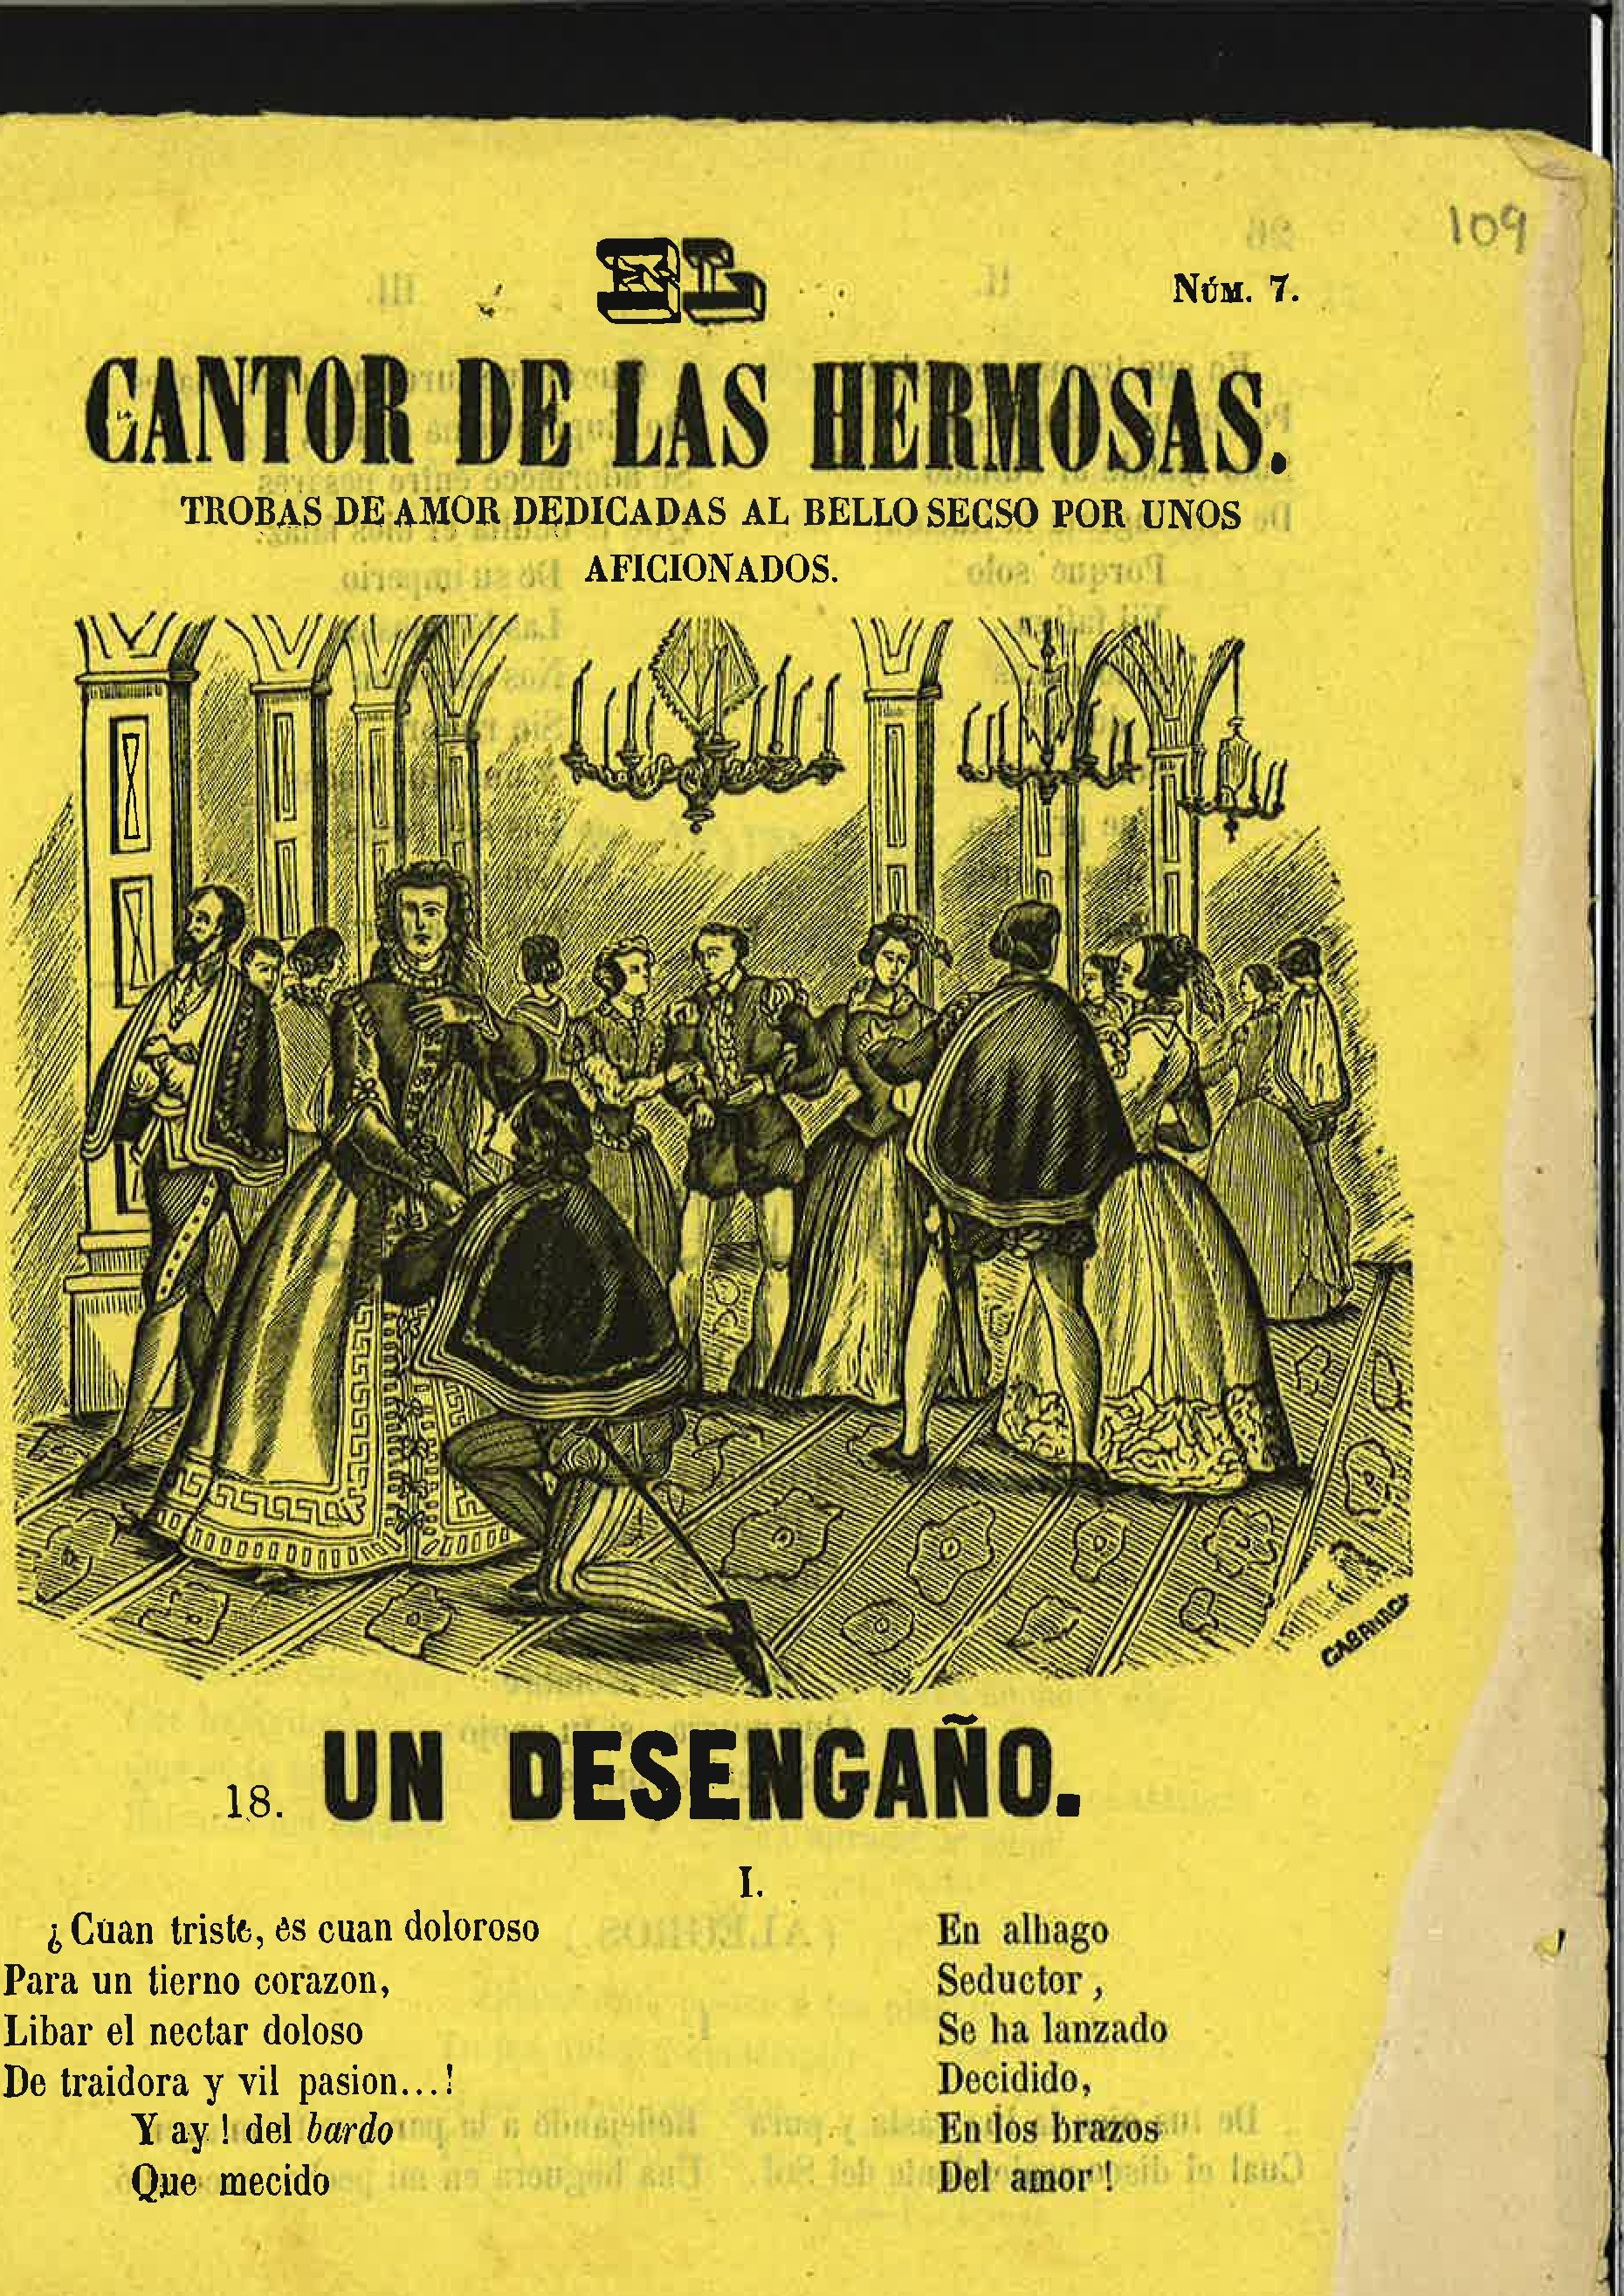 109
EL
NÚM. 7.
CANTOR DE LAS HERMOSAS.
TROBAS DE AMOR DEDICADAS AL BELLO SECSO POR UNOS
AFICIONADOS.
18. UN DESENGAÑO.
I.
¿ Cuan triste, es cuan doloroso
Para un tierno corazon,
Libar el nectar doloso
De traidora y vil pasion...!
Y ay ! del bardo
Que mecido
En alhago
Seductor ,
Se ha lanzado
Decidido,
En los brazos
Del amor !